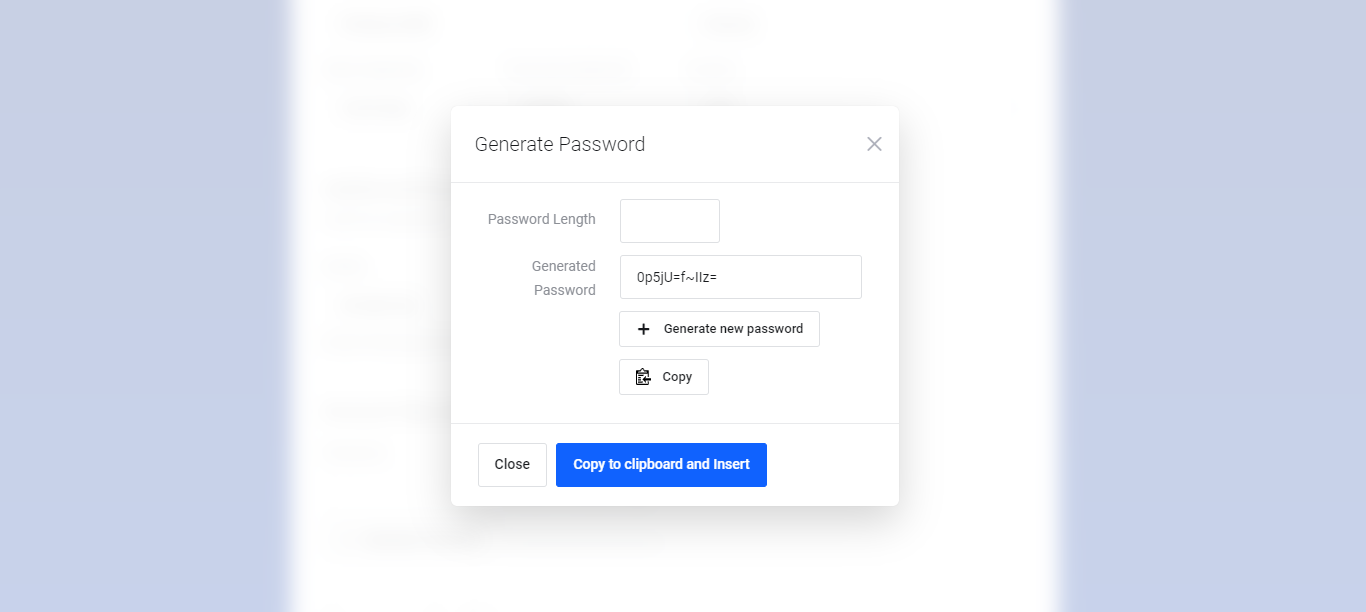 Generate Password
Password Length
Generated
Password
0p5jU=f~IIz=
Generate new password
Copy
Close
Copy to clipboard and Insert